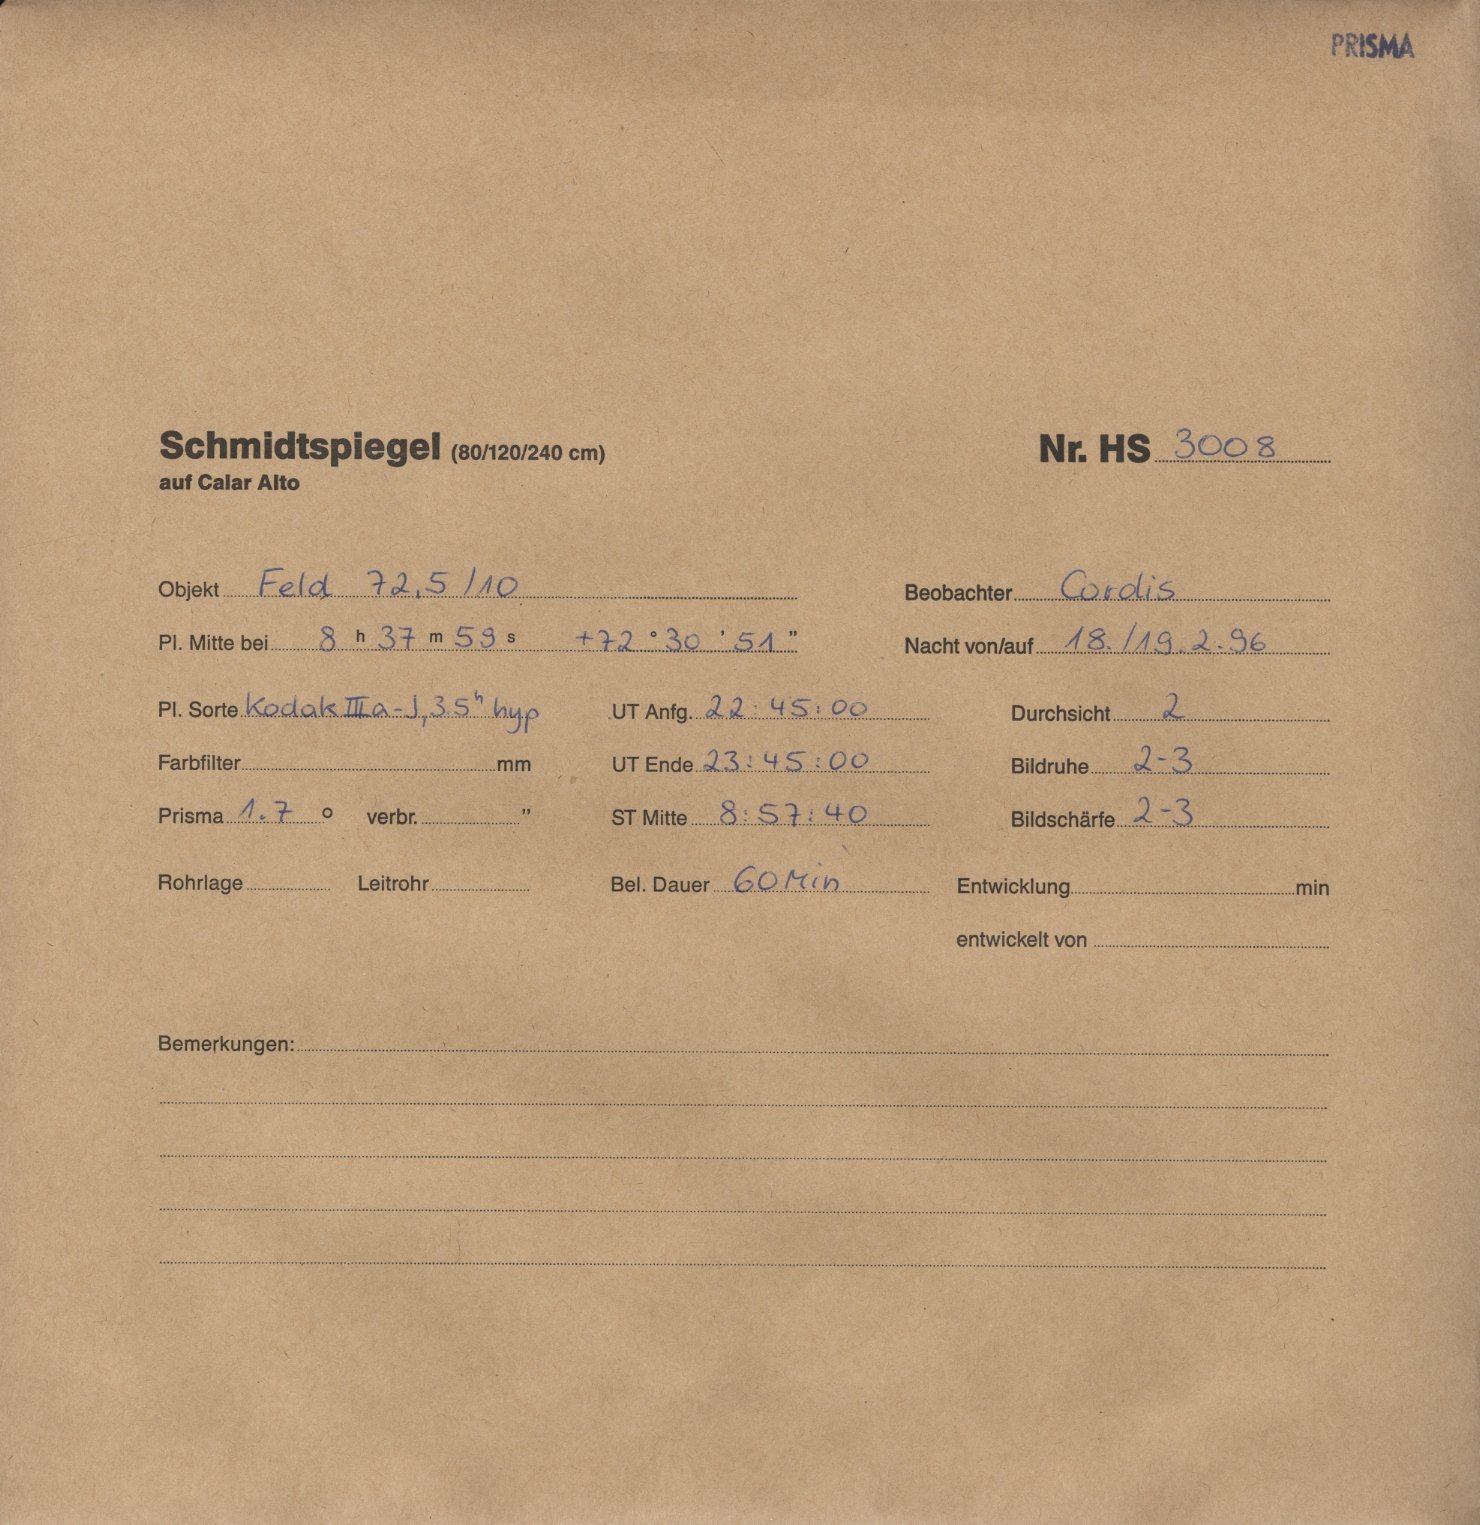 PRISMA
Schmidtspiegel (80/120/240 cm)
auf Calar Alto
Nr. HS 3008
Objekt Feld 72,5/10
Beobachter Cordis
Pl. Mitte bei 8 h 37 m 59 s +72 ° 30 ' 51 "
Nacht von/auf 18./19.2.96
Pl. Sorte Kodak IIIa-J, 35h hyp
UT Anfg. 22:45:00
Durchsicht 2
Farbfilter mm
UT Ende 23:45:00
Bildruhe 2-3
Prisma 1.7 ° verbr. "
ST Mitte 8:57:40
Bildschärfe 2-3
Rohrlage Leitrohr
Bel. Dauer 60 Min
Entwicklung min
entwickelt von
Bemerkungen: